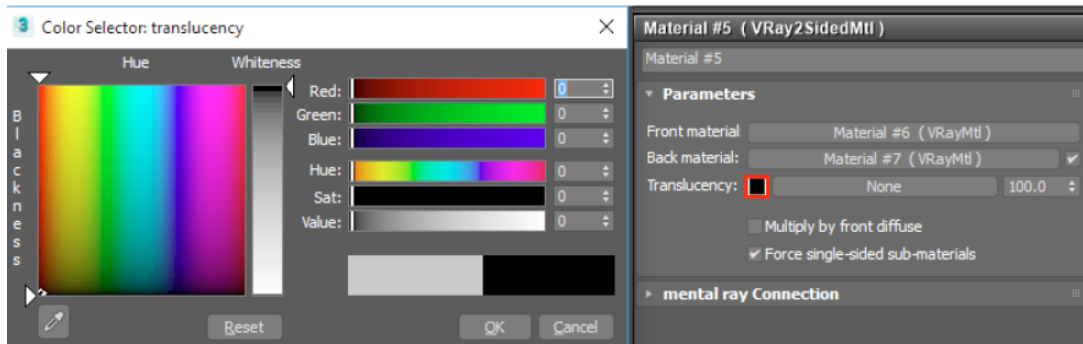 3 Color Selector: translucency
Hue Whiteness
Blackness
Red: 0
Green: 0
Blue: 0
Hue: 0
Sat: 0
Value: 0
Reset OK Cancel
Material #5 ( VRay2SidedMtl )
Material #5
Parameters
Front material Material #6 ( VRayMtl )
Back material: Material #7 ( VRayMtl )
Translucency: None 100.0
Multiply by front diffuse
Force single-sided sub-materials
mental ray Connection